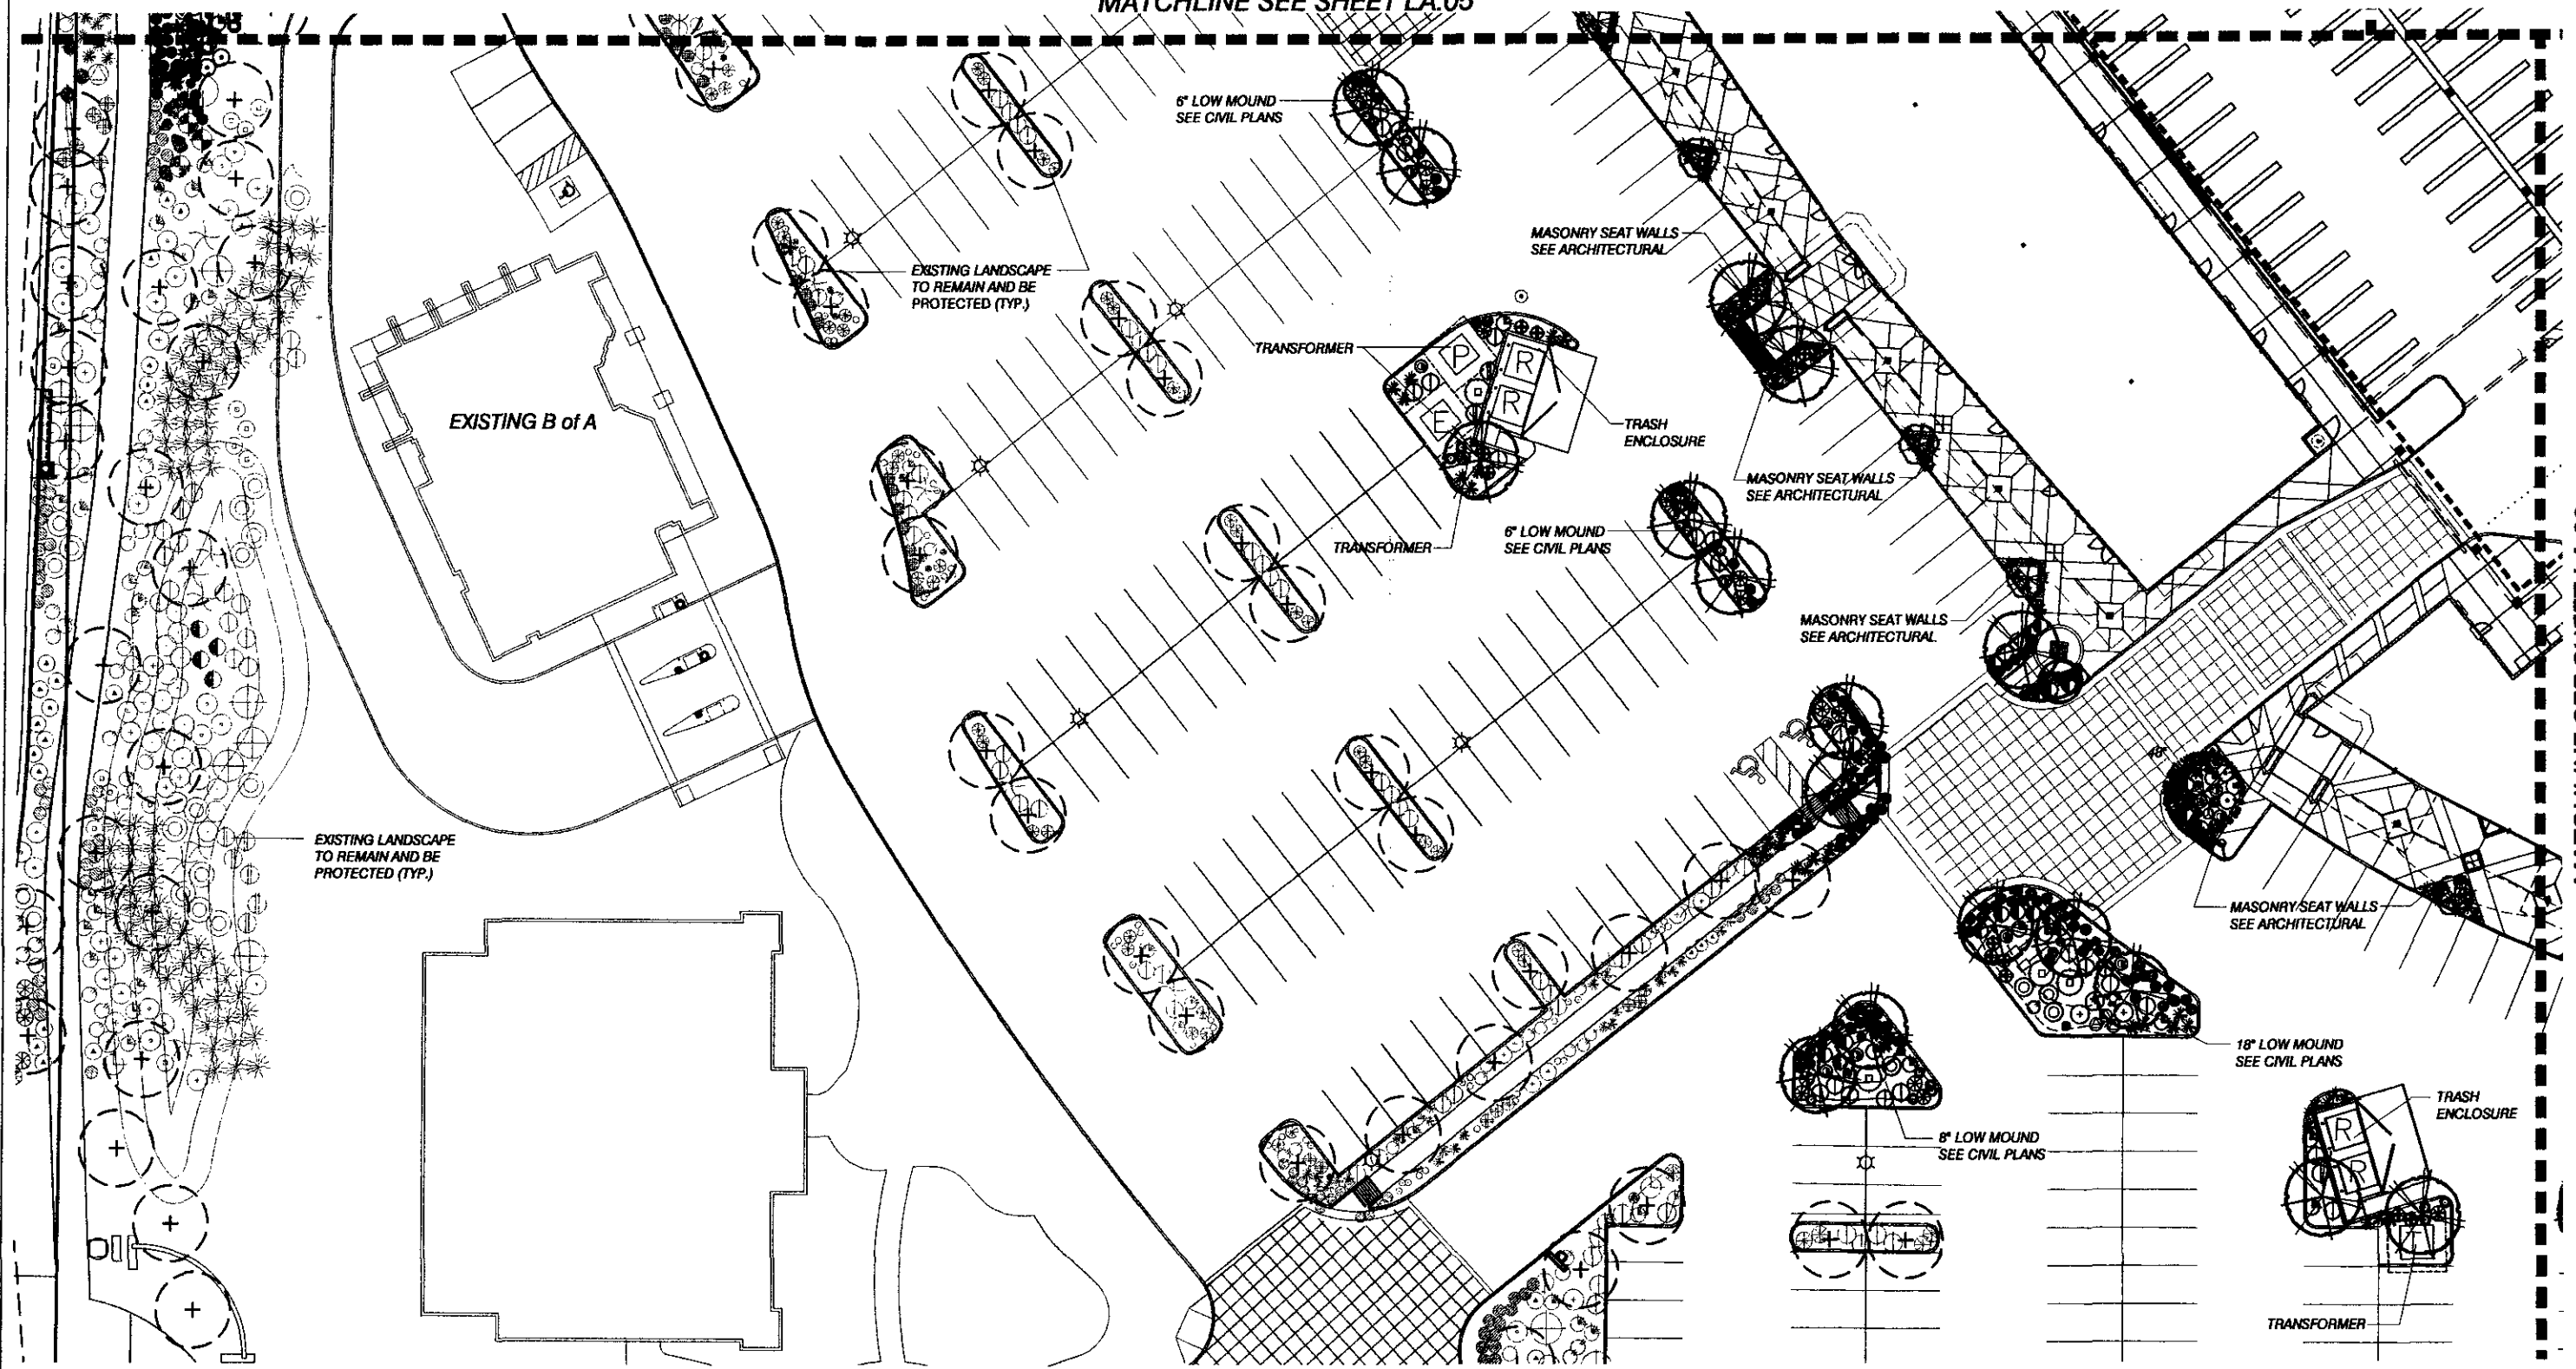 MATCHLINE SEE SHEET LA.05
6" LOW MOUND
SEE CIVIL PLANS
MASONRY SEAT WALLS
SEE ARCHITECTURAL
EXISTING LANDSCAPE
TO REMAIN AND BE
PROTECTED (TYP.)
TRANSFORMER
P
R
R
E
EXISTING B of A
TRASH
ENCLOSURE
MASONRY SEAT WALLS
SEE ARCHITECTURAL
6" LOW MOUND
SEE CIVIL PLANS
TRANSFORMER
MASONRY SEAT WALLS
SEE ARCHITECTURAL
EXISTING LANDSCAPE
TO REMAIN AND BE
PROTECTED (TYP.)
MASONRY SEAT WALLS
SEE ARCHITECTURAL
18" LOW MOUND
SEE CIVIL PLANS
TRASH
ENCLOSURE
R
R
8" LOW MOUND
SEE CIVIL PLANS
TRANSFORMER